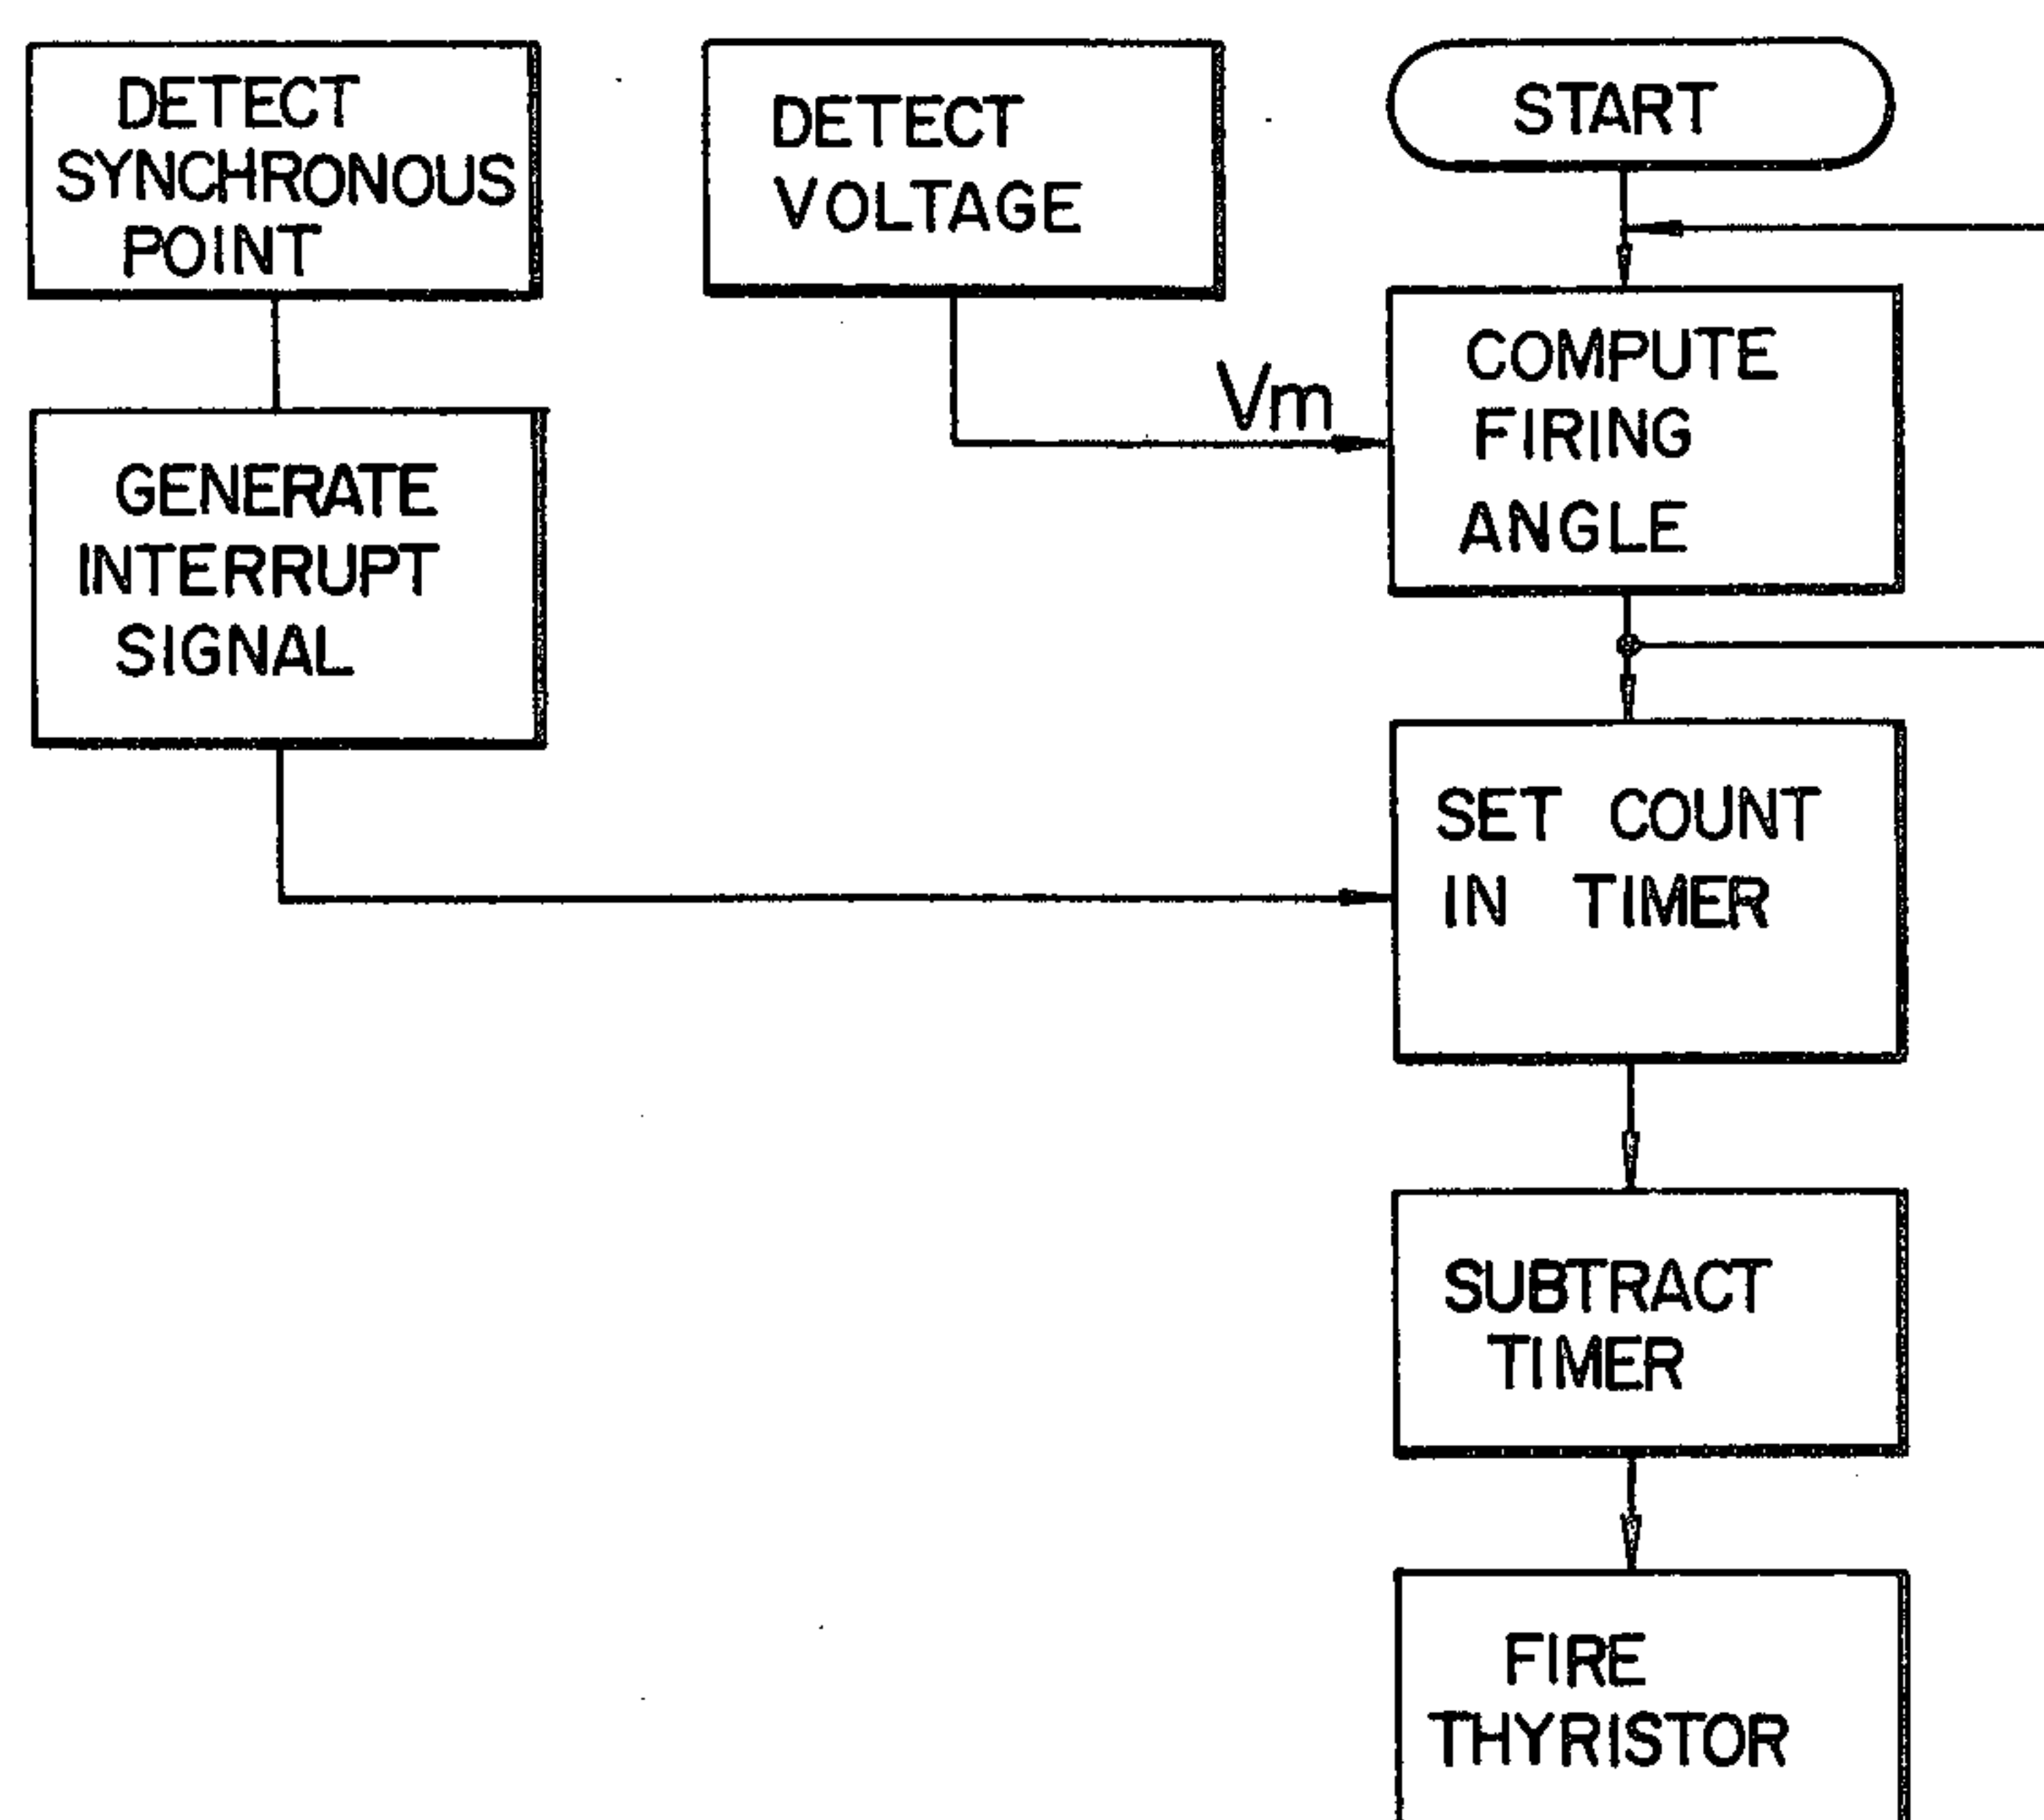 DETECT
SYNCHRONOUS
POINT
DETECT
VOLTAGE
START
Vm
COMPUTE
FIRING
ANGLE
GENERATE
INTERRUPT
SIGNAL
SET COUNT
IN TIMER
SUBTRACT
TIMER
FIRE
THYRISTOR